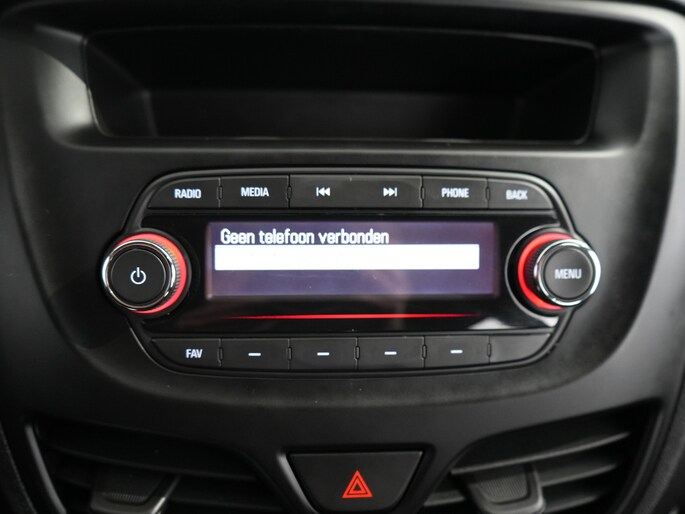 RADIO MEDIA PHONE BACK
Geen telefoon verbonden
MENU
FAV